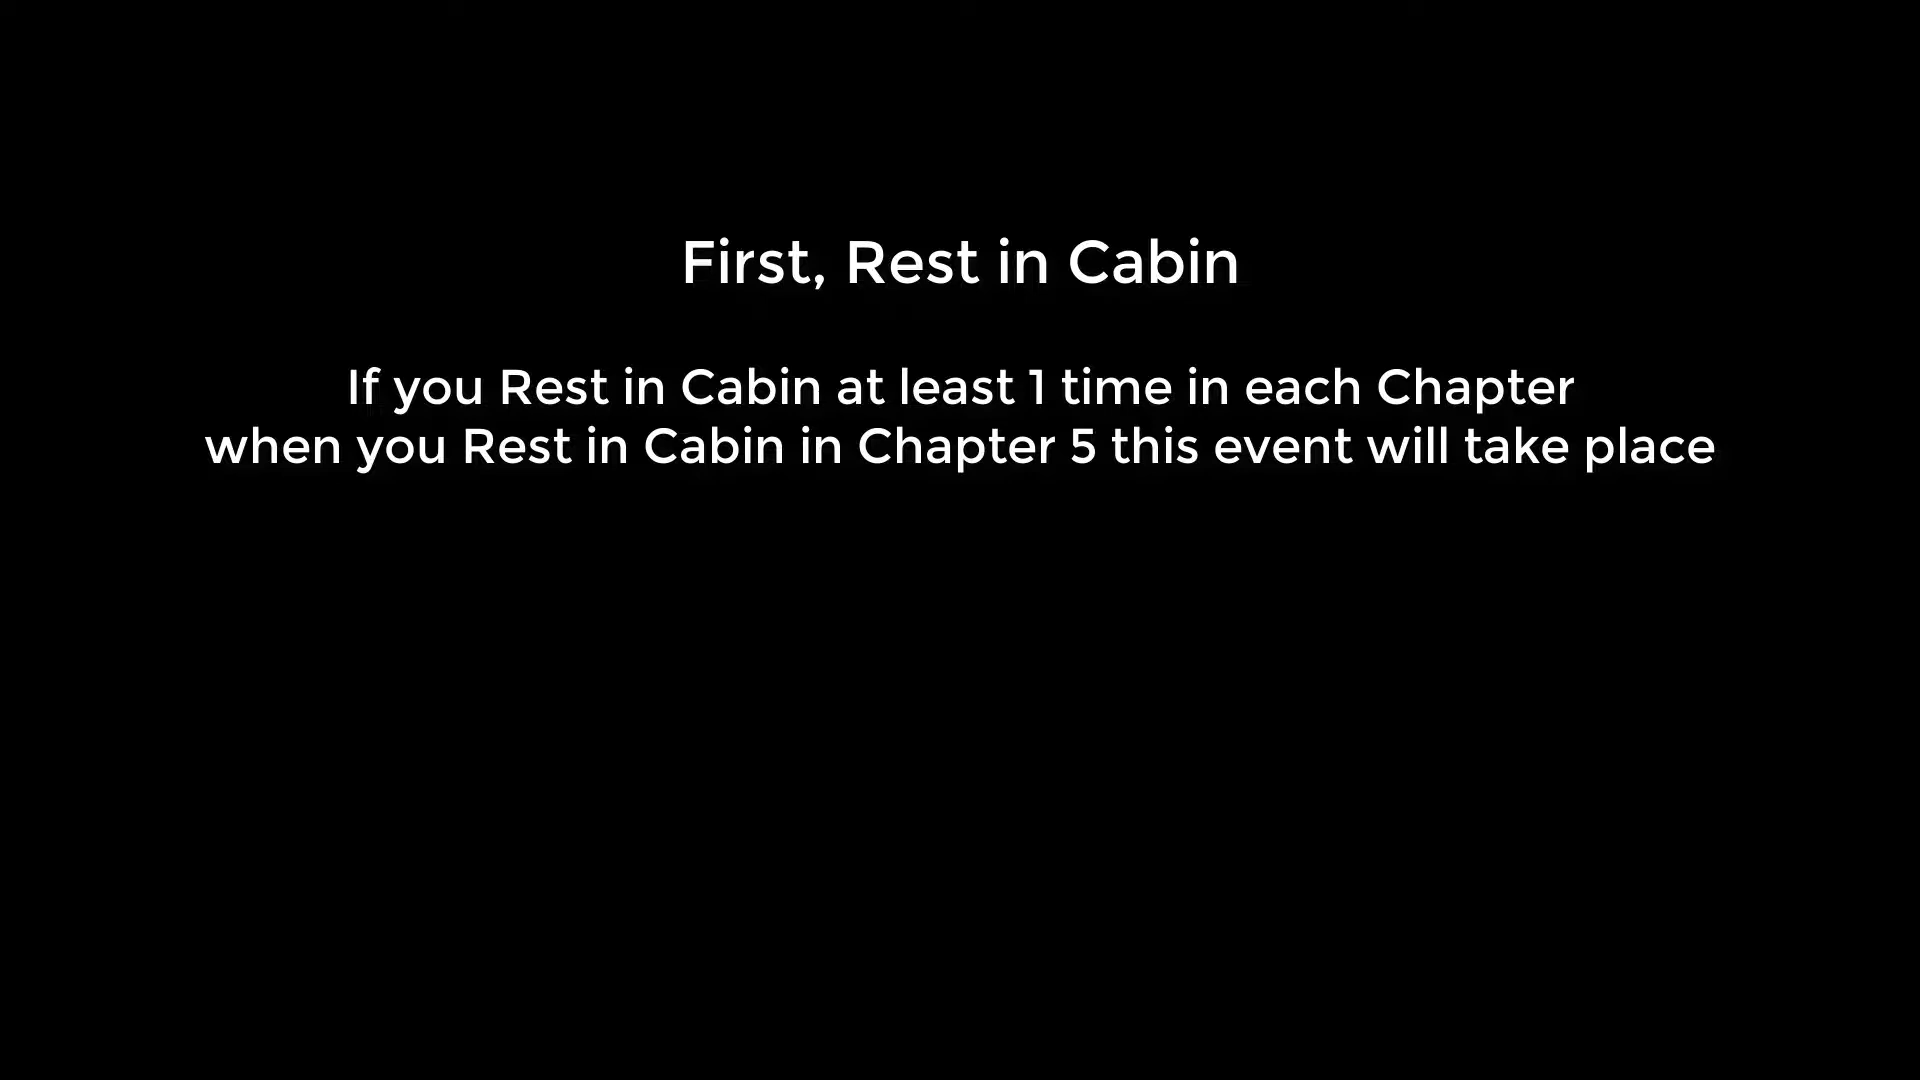 First, Rest in Cabin
If you Rest in Cabin at least 1 time in each Chapter
when you Rest in Cabin in Chapter 5 this event will take place